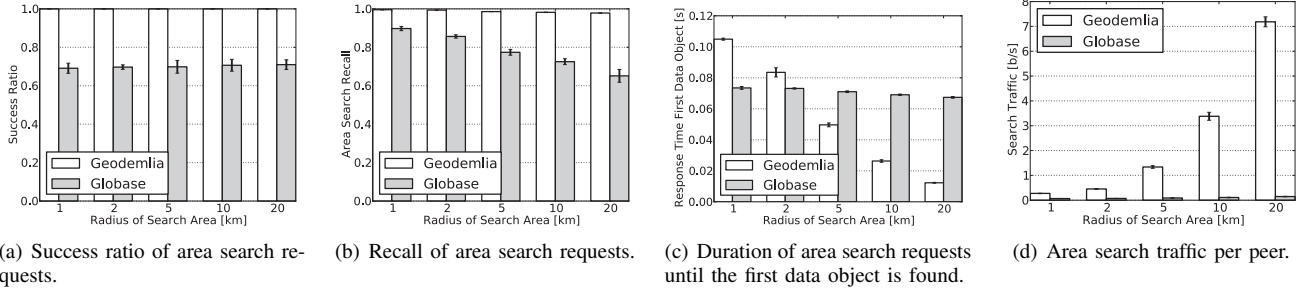 1.0
0.8
0.6
0.4
0.2
0.0
Success Ratio
Geodemlia
Globase
1 2 5 10 20
Radius of Search Area [km]
(a) Success ratio of area search re-
quests.
1.0
0.8
0.6
0.4
0.2
0.0
Area Search Recall
Geodemlia
Globase
1 2 5 10 20
Radius of Search Area [km]
(b) Recall of area search requests.
0.12
0.10
0.08
0.06
0.04
0.02
0.00
Response Time First Data Object [s]
Geodemlia
Globase
1 2 5 10 20
Radius of Search Area [km]
(c) Duration of area search requests
until the first data object is found.
8
7
6
5
4
3
2
1
0
Search Traffic [b/s]
Geodemlia
Globase
1 2 5 10 20
Radius of Search Area [km]
(d) Area search traffic per peer.